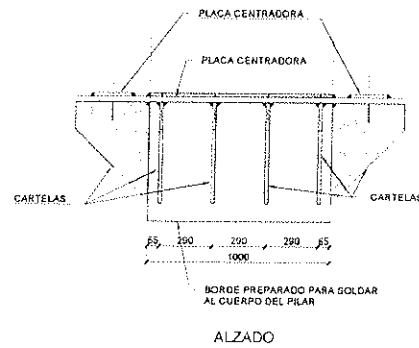 PLACA CENTRADORA
PLACA CENTRADORA
CARTELAS
CARTELAS
65 290 290 290 65
1000
BORDE PREPARADO PARA SOLDAR
AL CUERPO DEL PILAR
ALZADO